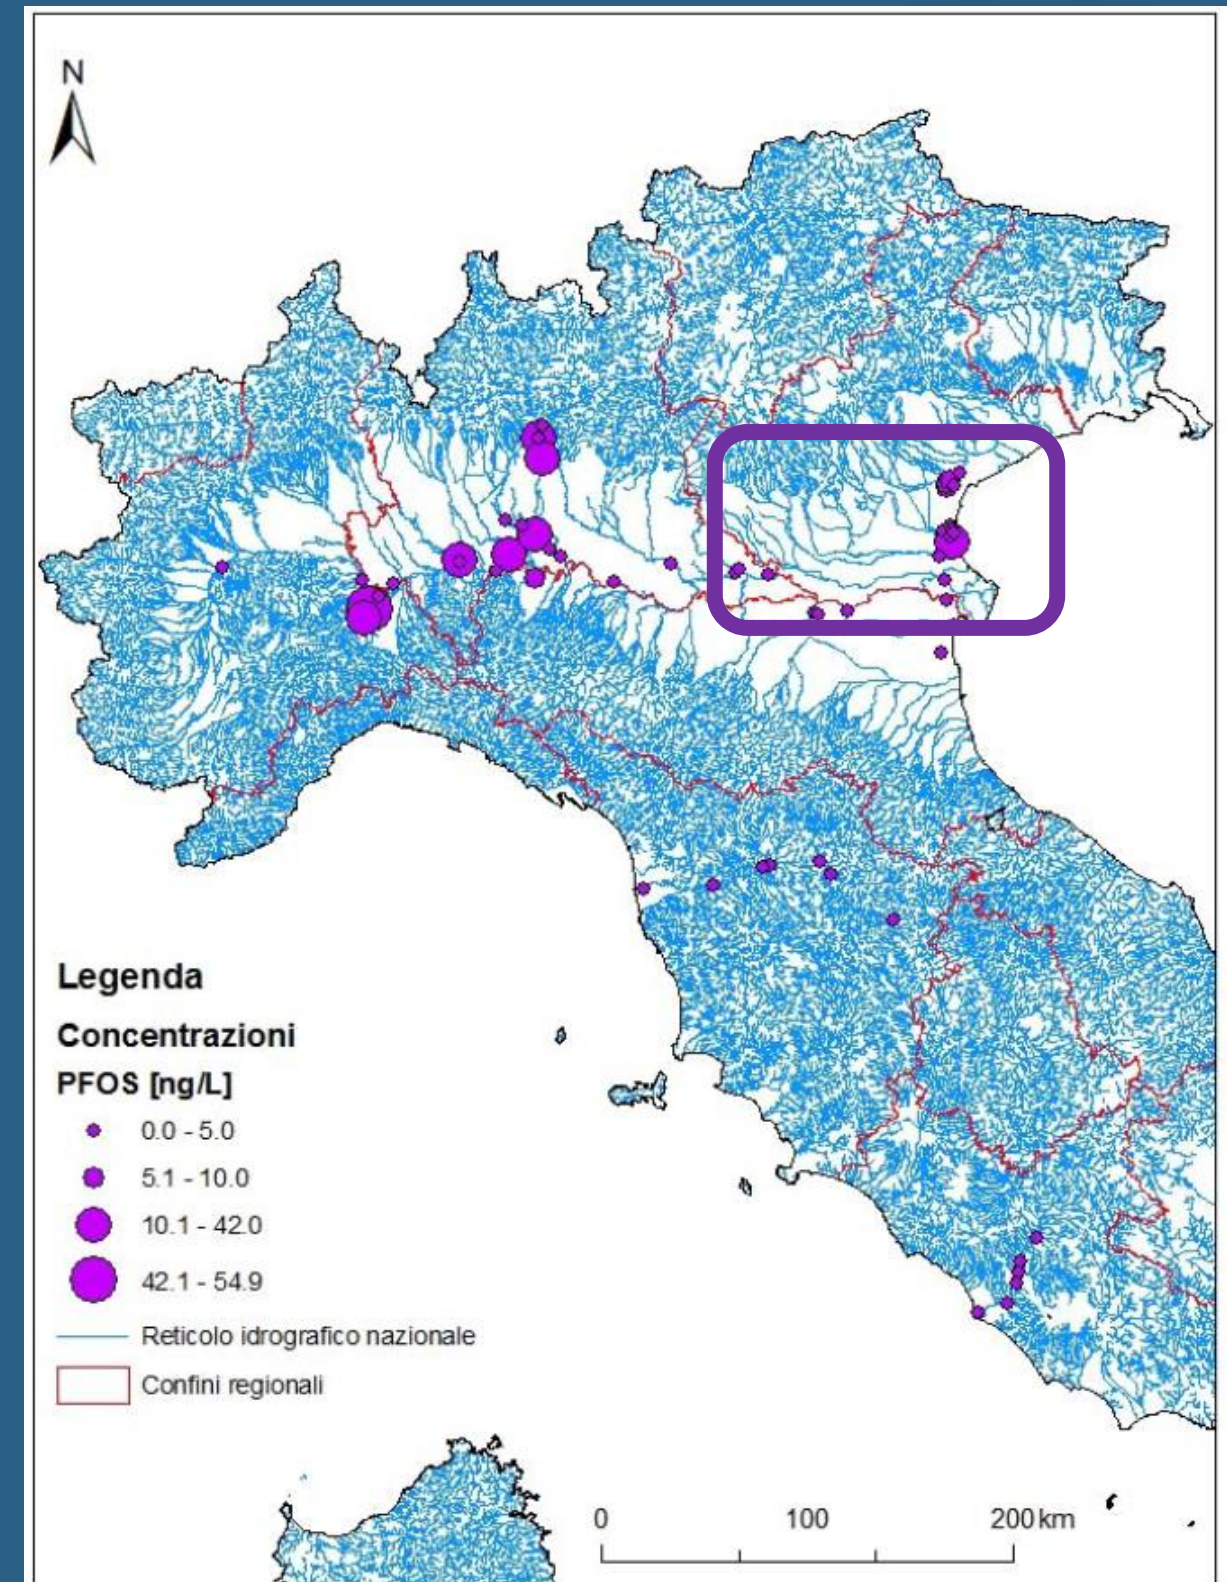 N
Legenda
Concentrazioni
PFOS [ng/L]
0.0 - 5.0
5.1 - 10.0
10.1 - 42.0
42.1 - 54.9
Reticolo idrografico nazionale
Confini regionali
0 100 200 km